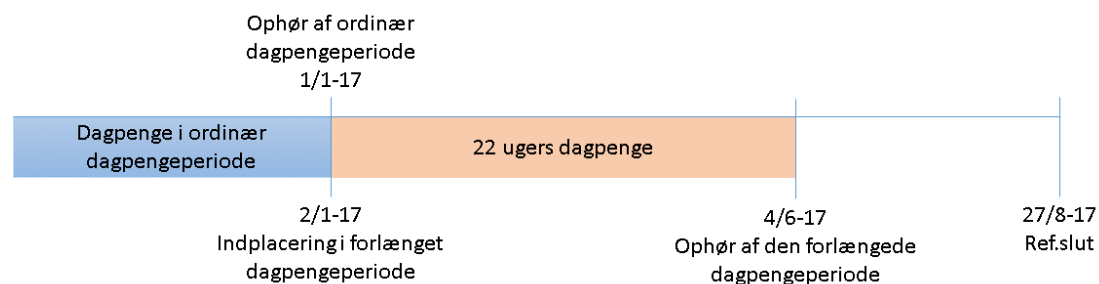 Ophør af ordinær
dagpengeperiode
1/1-17
Dagpenge i ordinær
dagpengeperiode
22 ugers dagpenge
2/1-17
Indplacering i forlænget
dagpengeperiode
4/6-17
Ophør af den forlængede
dagpengeperiode
27/8-17
Ref.slut